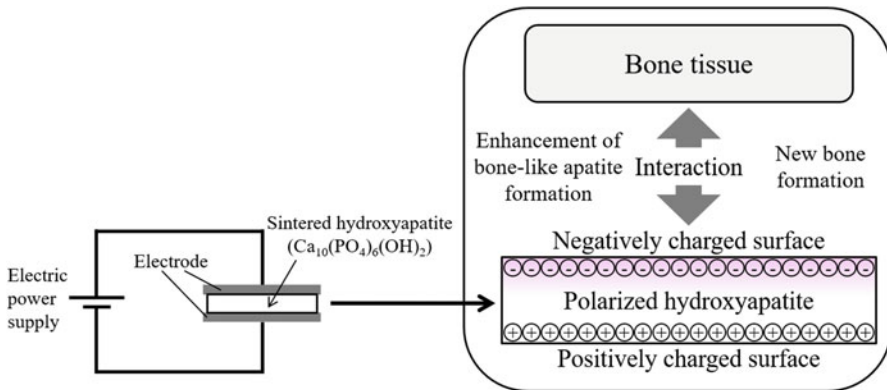 Bone tissue
Enhancement of
bone-like apatite
formation
Interaction
New bone
formation
Sintered hydroxyapatite
(Ca₁₀(PO₄)₆(OH)₂)
Electrode
Electric
power
supply
Negatively charged surface
- - - - - - - - - - - - - - - - - -
Polarized hydroxyapatite
+ + + + + + + + + + + + + + + + + +
Positively charged surface